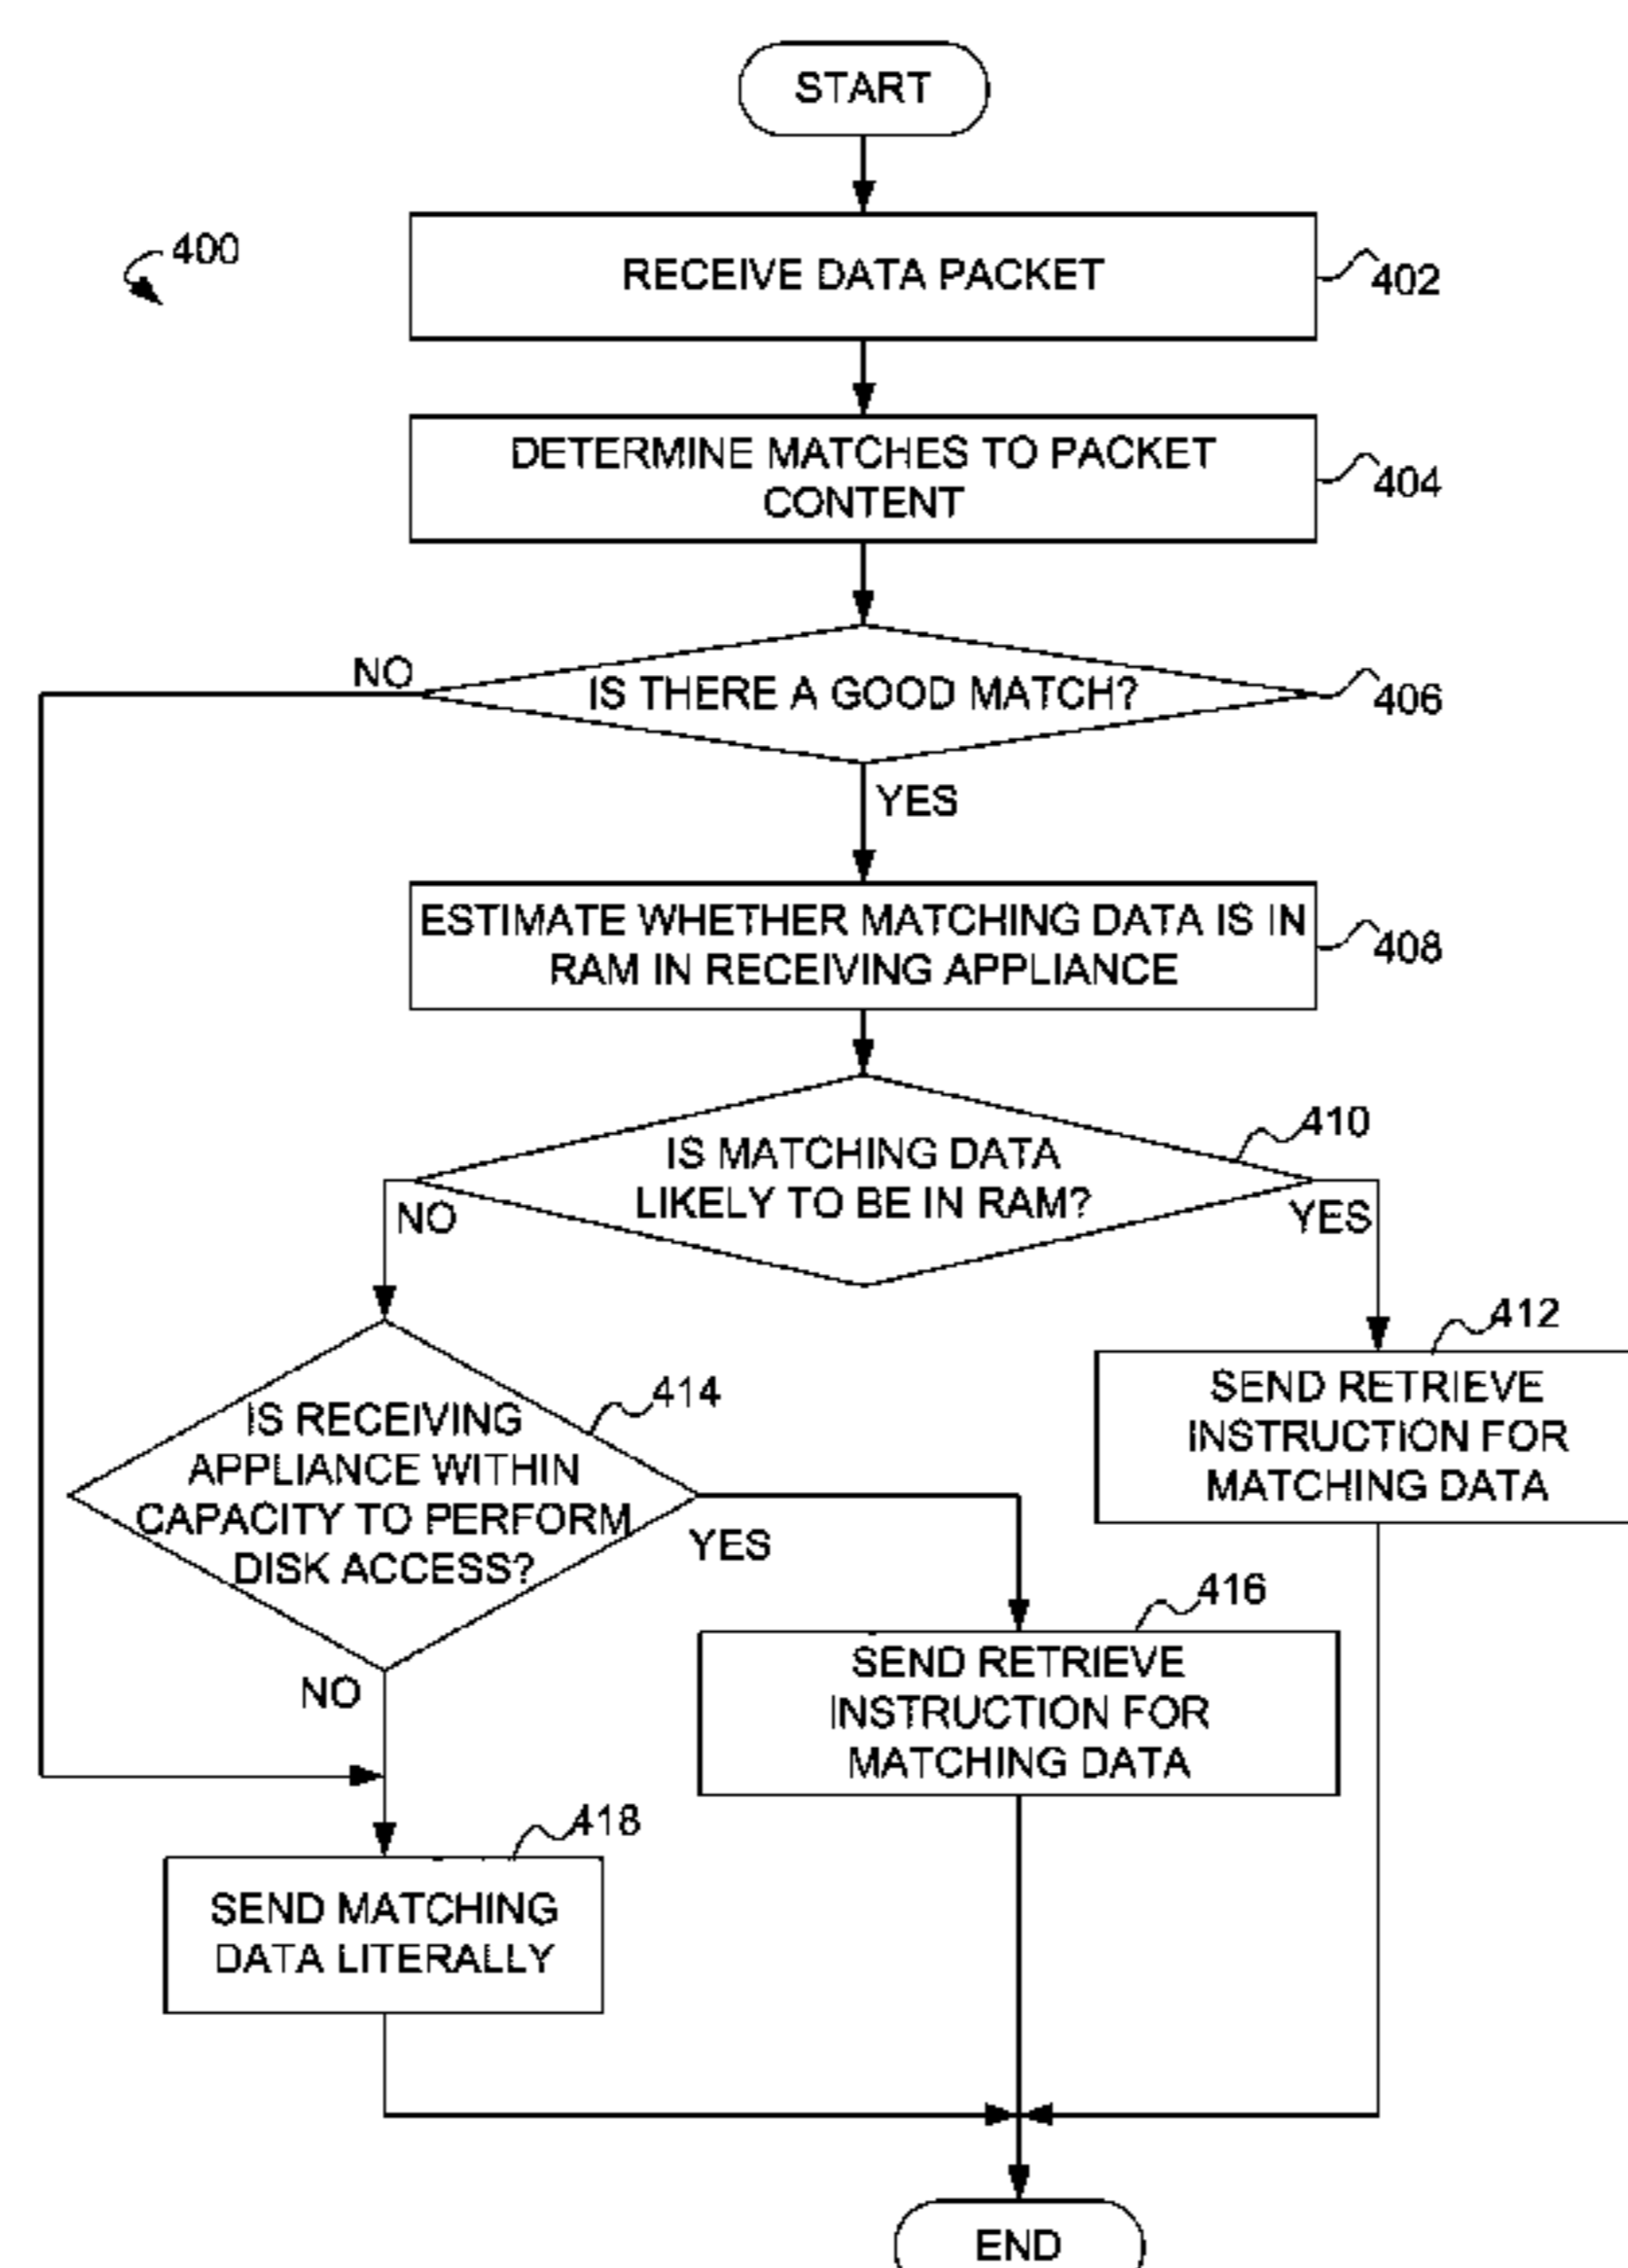 START
400
RECEIVE DATA PACKET
402
DETERMINE MATCHES TO PACKET
CONTENT
404
NO
IS THERE A GOOD MATCH?
406
YES
ESTIMATE WHETHER MATCHING DATA IS IN
RAM IN RECEIVING APPLIANCE
408
410
IS MATCHING DATA
LIKELY TO BE IN RAM?
NO
YES
412
SEND RETRIEVE
INSTRUCTION FOR
MATCHING DATA
414
IS RECEIVING
APPLIANCE WITHIN
CAPACITY TO PERFORM
DISK ACCESS?
YES
NO
416
SEND RETRIEVE
INSTRUCTION FOR
MATCHING DATA
418
SEND MATCHING
DATA LITERALLY
END